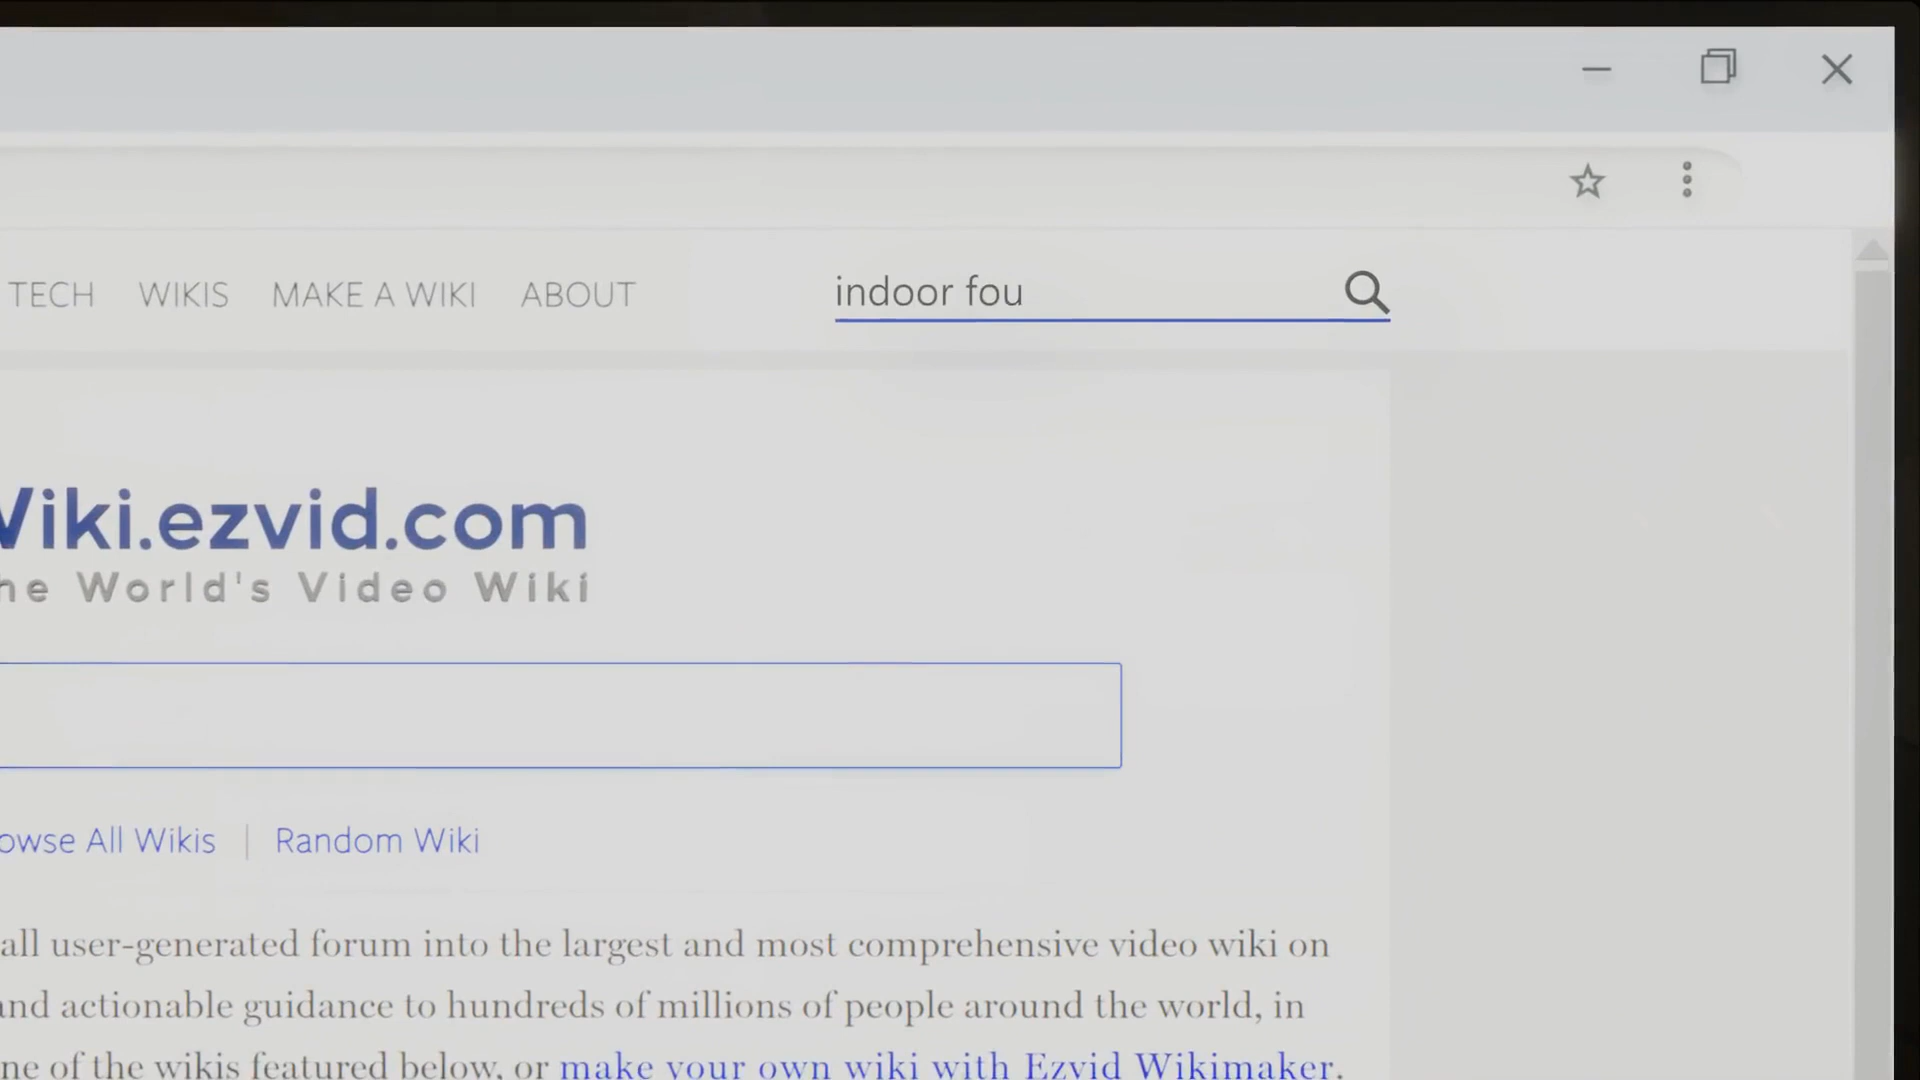 TECH WIKIS MAKE A WIKI ABOUT indoor fou
Wiki.ezvid.com
he World's Video Wiki
owse All Wikis | Random Wiki
all user-generated forum into the largest and most comprehensive video wiki on
and actionable guidance to hundreds of millions of people around the world, in
ne of the wikis featured below, or make your own wiki with Ezvid Wikimaker.